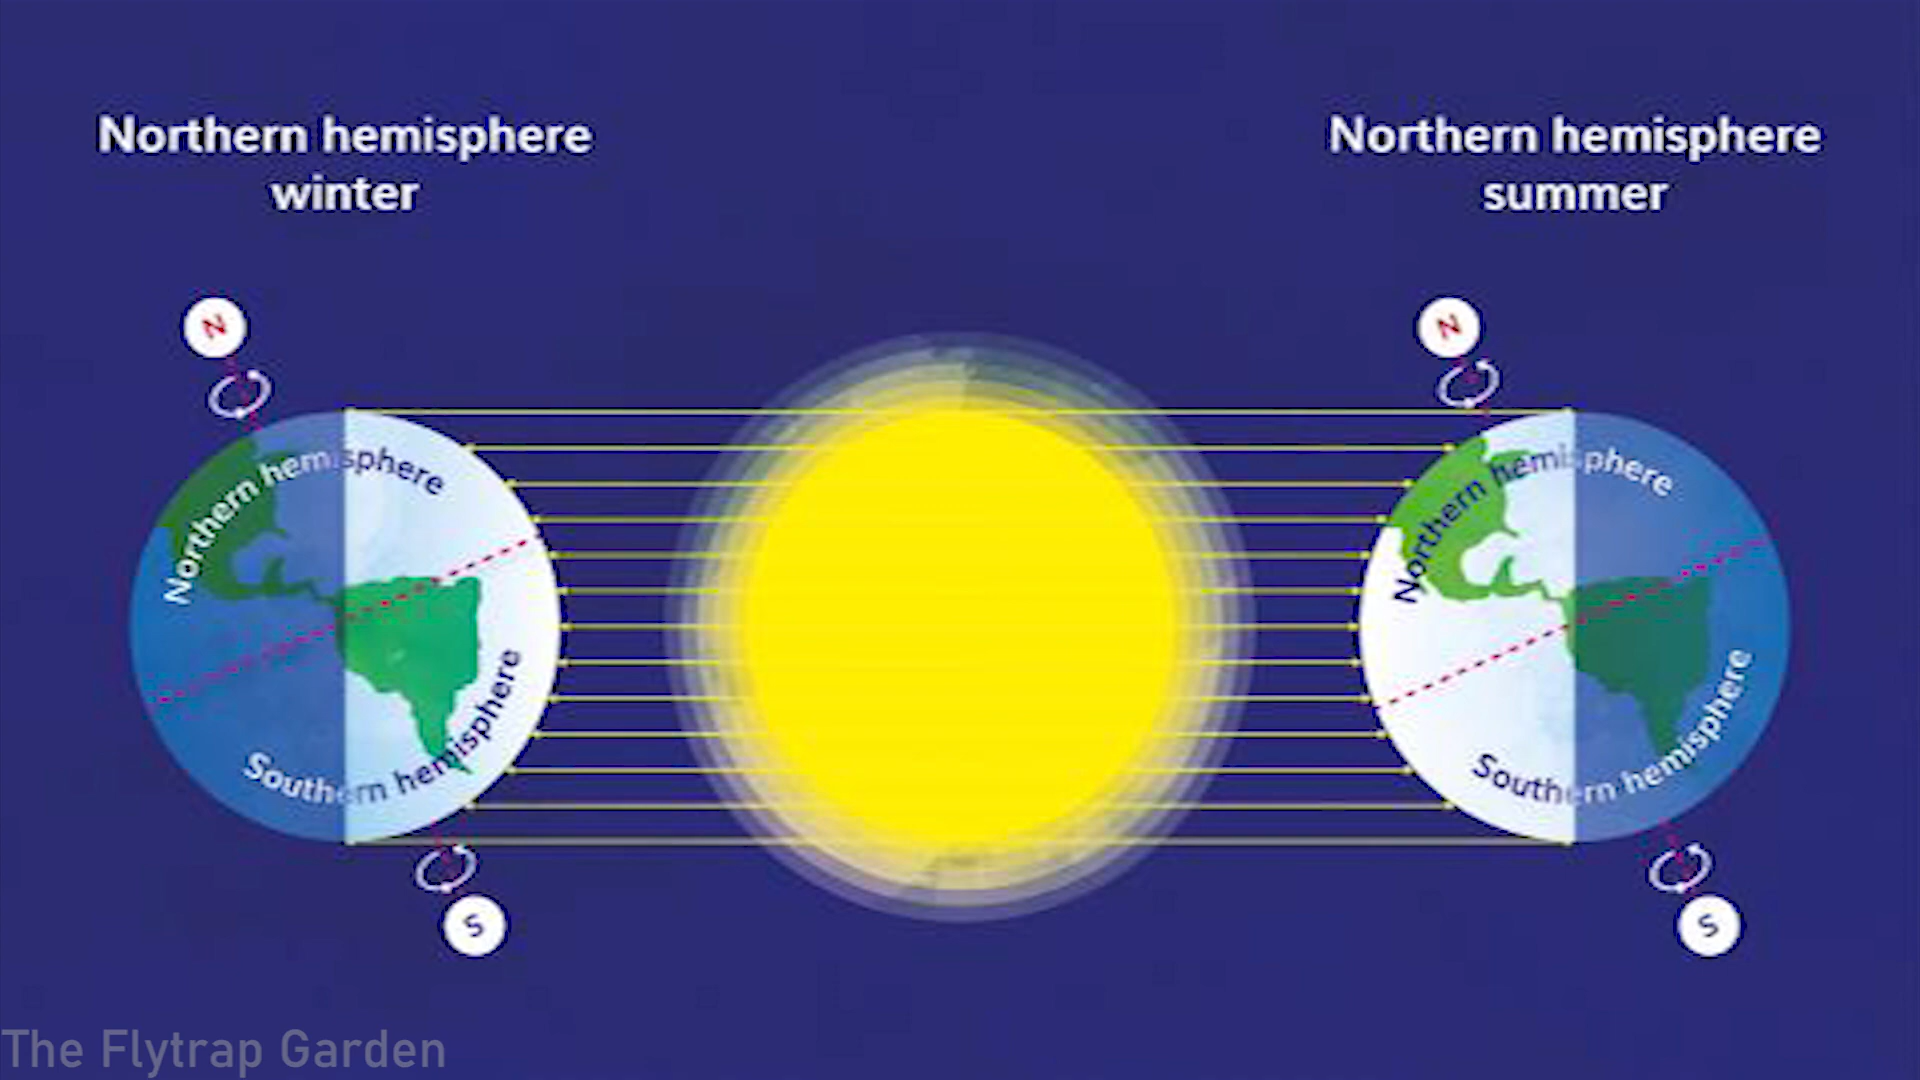 Northern hemisphere
winter
Northern hemisphere
summer
N
N
Northern hemisphere
Southern hemisphere
Northern hemisphere
Southern hemisphere
S
S
The Flytrap Garden